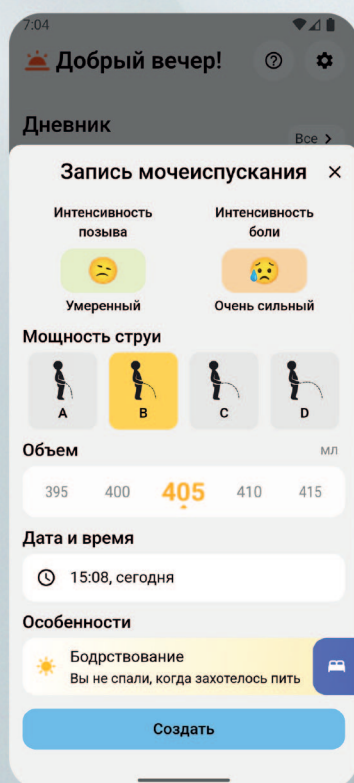 7:04
Добрый вечер!
Дневник
Все >
Запись мочеиспускания ×
Интенсивность позыва
Интенсивность боли
Умеренный
Очень сильный
Мощность струи
A B C D
Объем мл
395 400 405 410 415
Дата и время
15:08, сегодня
Особенности
Бодрствование
Вы не спали, когда захотелось пить
Создать